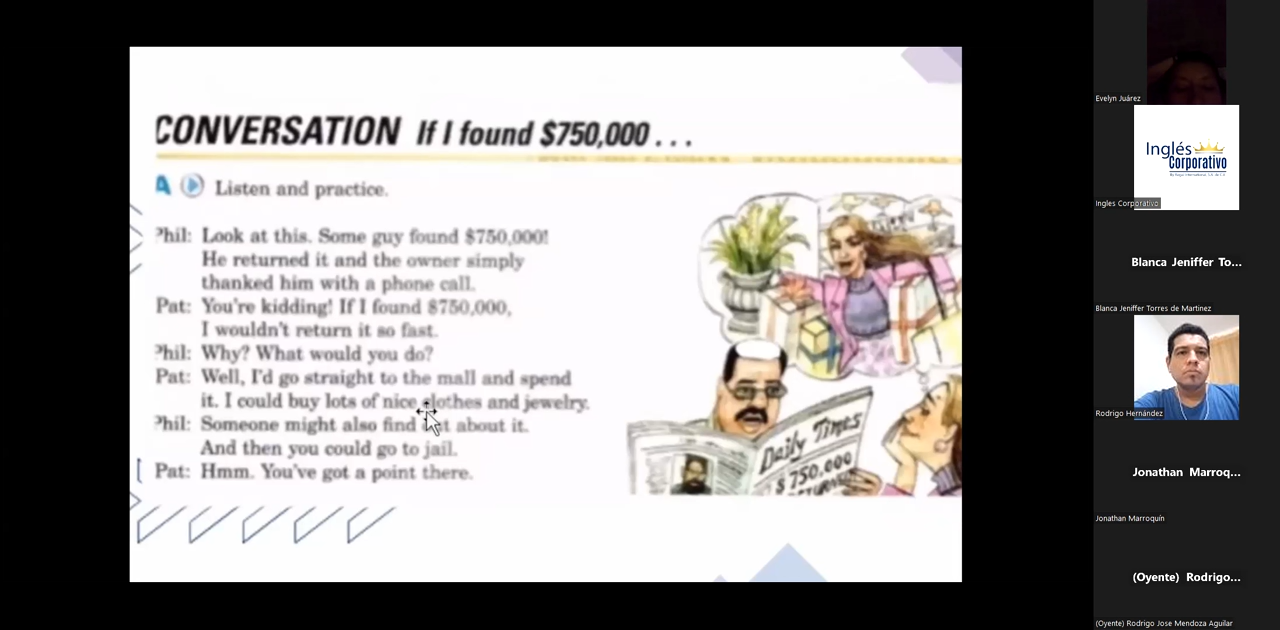 CONVERSATION If I found $750,000 . . .
A Listen and practice.
Phil: Look at this. Some guy found $750,000!
He returned it and the owner simply
thanked him with a phone call.
Pat: You're kidding! If I found $750,000,
I wouldn't return it so fast.
Phil: Why? What would you do?
Pat: Well, I'd go straight to the mall and spend
it. I could buy lots of nice clothes and jewelry.
Phil: Someone might also find out about it.
And then you could go to jail.
Pat: Hmm. You've got a point there.
Daily Times
$750,000
Evelyn Juárez
Inglés
Corporativo
Ingles Corporativo
Blanca Jeniffer To...
Blanca Jeniffer Torres de Martinez
Rodrigo Hernández
Jonathan Marroq...
Jonathan Marroquín
(Oyente) Rodrigo...
(Oyente) Rodrigo Jose Mendoza Aguilar